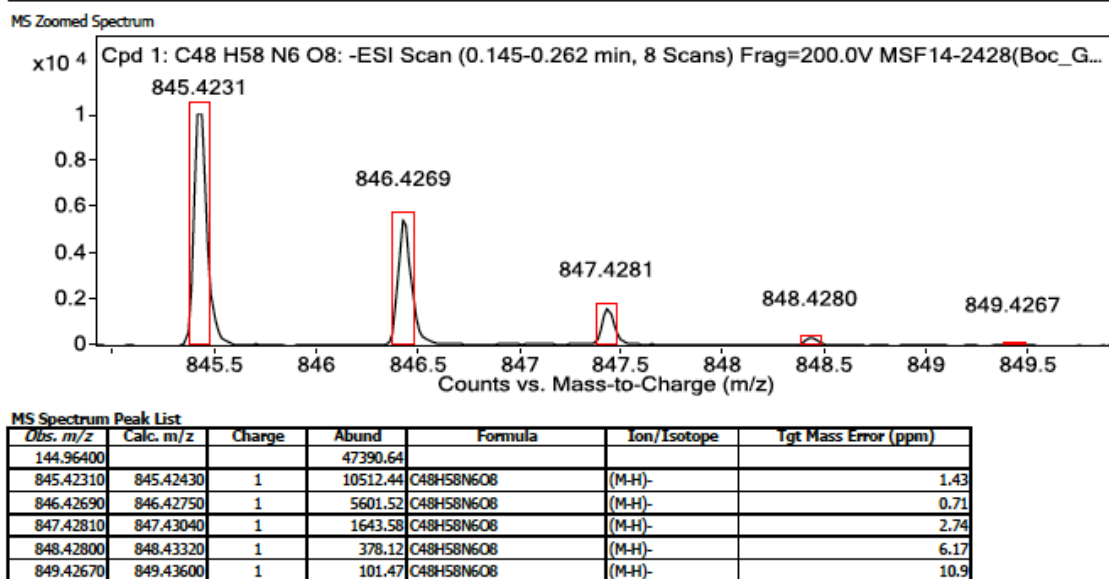 MS Zoomed Spectrum
x10 4 Cpd 1: C48 H58 N6 O8: -ESI Scan (0.145-0.262 min, 8 Scans) Frag=200.0V MSF14-2428(Boc_G...
845.4231
846.4269
847.4281
848.4280
849.4267
1
0.8
0.6
0.4
0.2
0
845.5 846 846.5 847 847.5 848 848.5 849 849.5
Counts vs. Mass-to-Charge (m/z)
MS Spectrum Peak List
Obs. m/z Calc. m/z Charge Abund Formula Ion/Isotope Tgt Mass Error (ppm)
144.96400 47390.64
845.42310 845.42430 1 10512.44 C48H58N6O8 (M-H)- 1.43
846.42690 846.42750 1 5601.52 C48H58N6O8 (M-H)- 0.71
847.42810 847.43040 1 1643.58 C48H58N6O8 (M-H)- 2.74
848.42800 848.43320 1 378.12 C48H58N6O8 (M-H)- 6.17
849.42670 849.43600 1 101.47 C48H58N6O8 (M-H)- 10.9